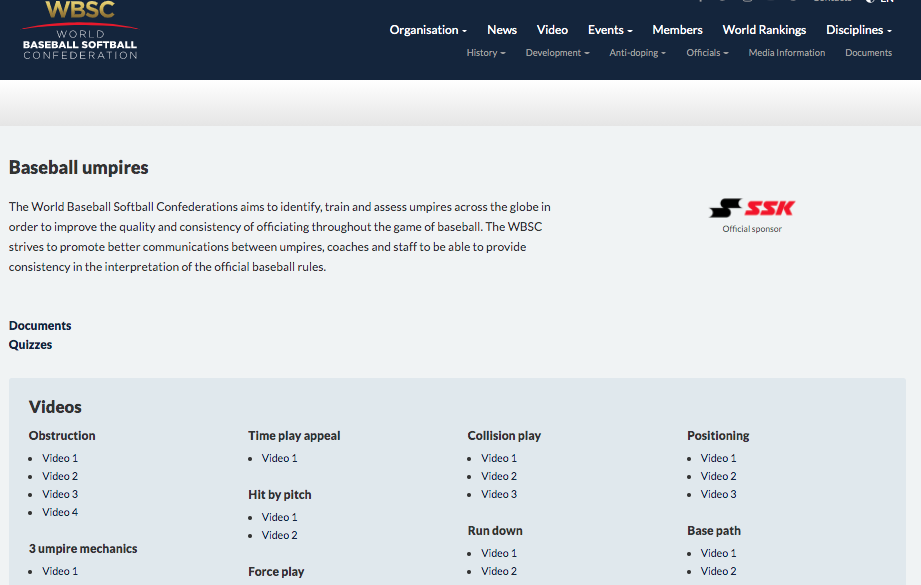 WBSC
WORLD
BASEBALL SOFTBALL
CONFEDERATION
EN
Organisation News Video Events Members World Rankings Disciplines
History Development Anti-doping Officials Media Information Documents
Baseball umpires
The World Baseball Softball Confederations aims to identify, train and assess umpires across the globe in
order to improve the quality and consistency of officiating throughout the game of baseball. The WBSC
strives to promote better communications between umpires, coaches and staff to be able to provide
consistency in the interpretation of the official baseball rules.
SSK
Official sponsor
Documents
Quizzes
Videos
Obstruction
Video 1
Video 2
Video 3
Video 4
3 umpire mechanics
Video 1
Time play appeal
Video 1
Hit by pitch
Video 1
Video 2
Force play
Collision play
Video 1
Video 2
Video 3
Run down
Video 1
Video 2
Positioning
Video 1
Video 2
Video 3
Base path
Video 1
Video 2